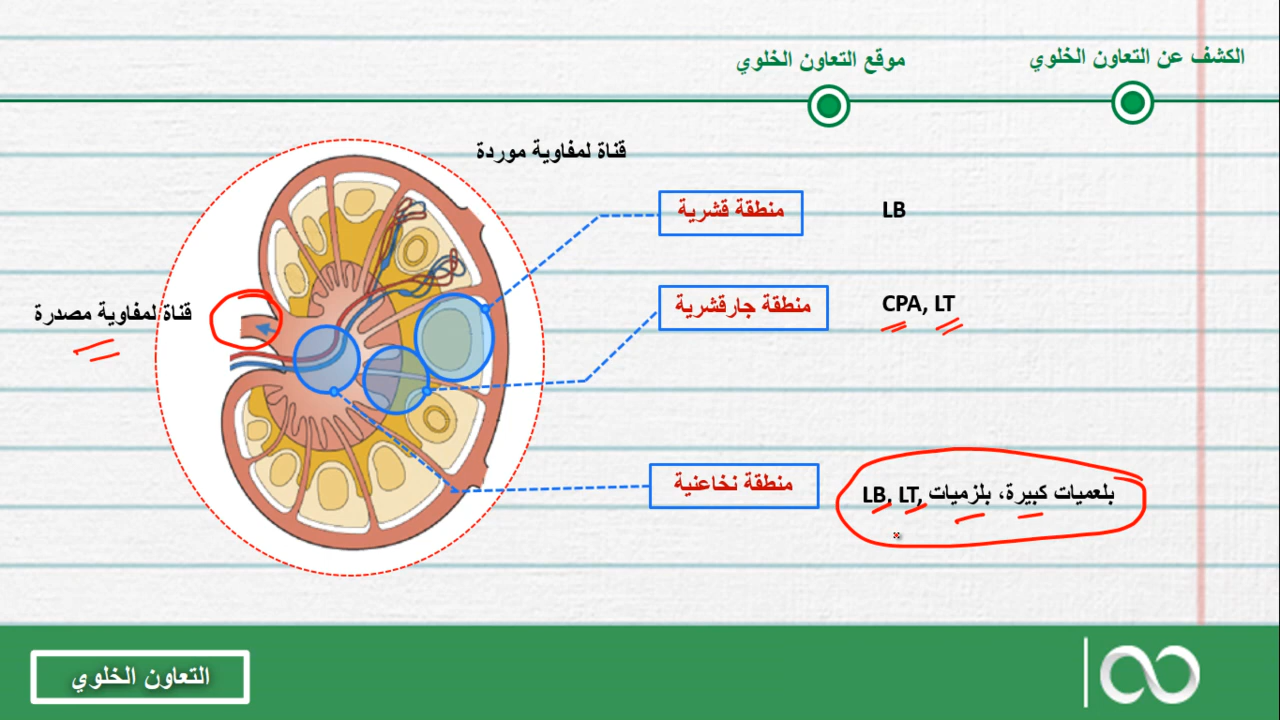 الكشف عن التعاون الخلوي
موقع التعاون الخلوي
قناة لمفاوية موردة
منطقة قشرية
LB
منطقة جارقشرية
CPA, LT
قناة لمفاوية مصدرة
منطقة نخاعنية
LB, LT, بلعميات كبيرة، بلزميات
التعاون الخلوي